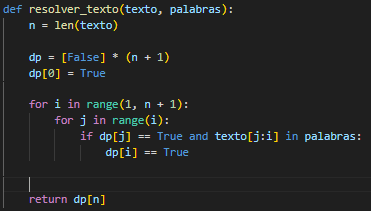 def resolver_texto(texto, palabras):
    n = len(texto)
    dp = [False] * (n + 1)
    dp[0] = True
    for i in range(1, n + 1):
        for j in range(i):
            if dp[j] == True and texto[j:i] in palabras:
                dp[i] == True
    return dp[n]